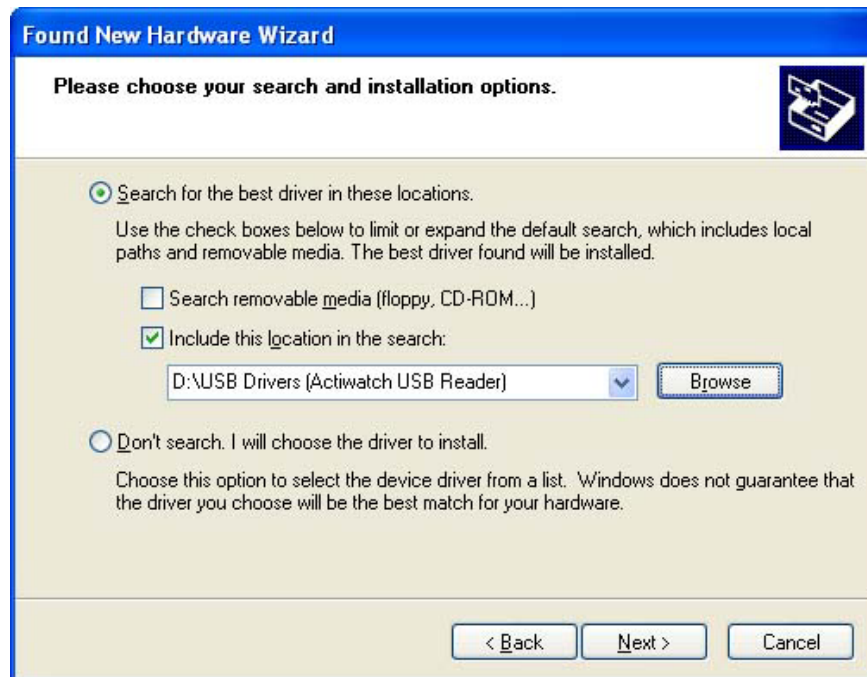 Found New Hardware Wizard
Please choose your search and installation options.
Search for the best driver in these locations.
Use the check boxes below to limit or expand the default search, which includes local
paths and removable media. The best driver found will be installed.
Search removable media (floppy, CD-ROM...)
Include this location in the search:
D:\USB Drivers (Actiwatch USB Reader)
Browse
Don't search. I will choose the driver to install.
Choose this option to select the device driver from a list. Windows does not guarantee that
the driver you choose will be the best match for your hardware.
< Back
Next >
Cancel